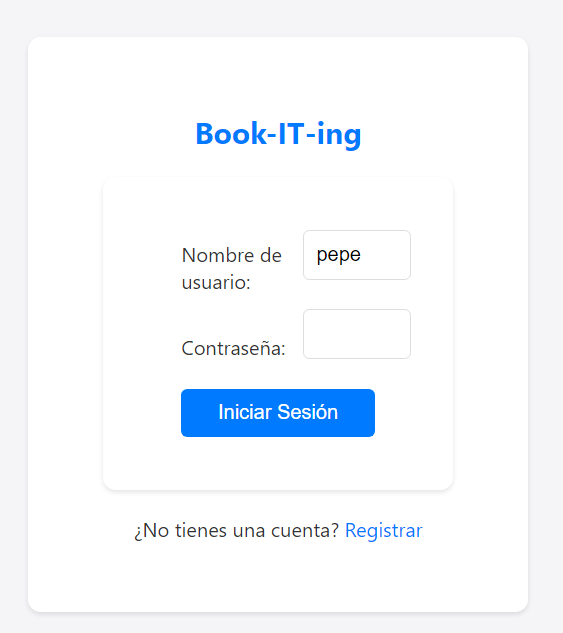 Book-IT-ing
Nombre de
usuario:
pepe
Contraseña:
Iniciar Sesión
¿No tienes una cuenta? Registrar